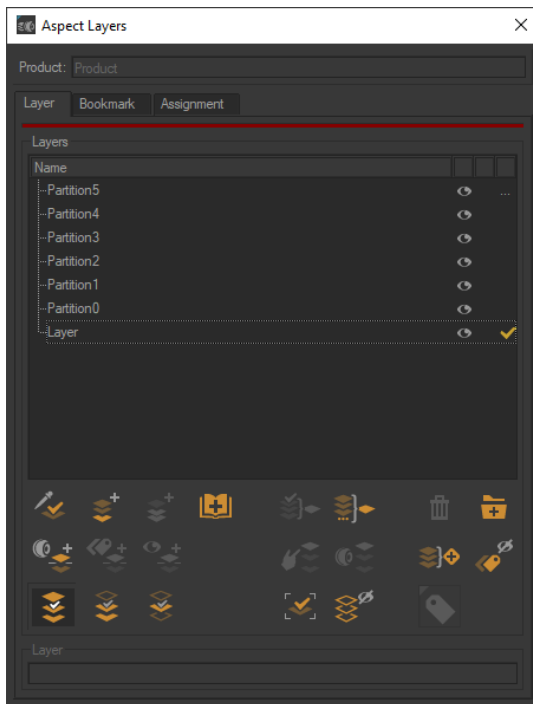 Aspect Layers
Product: Product
Layer Bookmark Assignment
Layers
Name
Partition5 ...
Partition4
Partition3
Partition2
Partition1
Partition0
Layer
Layer